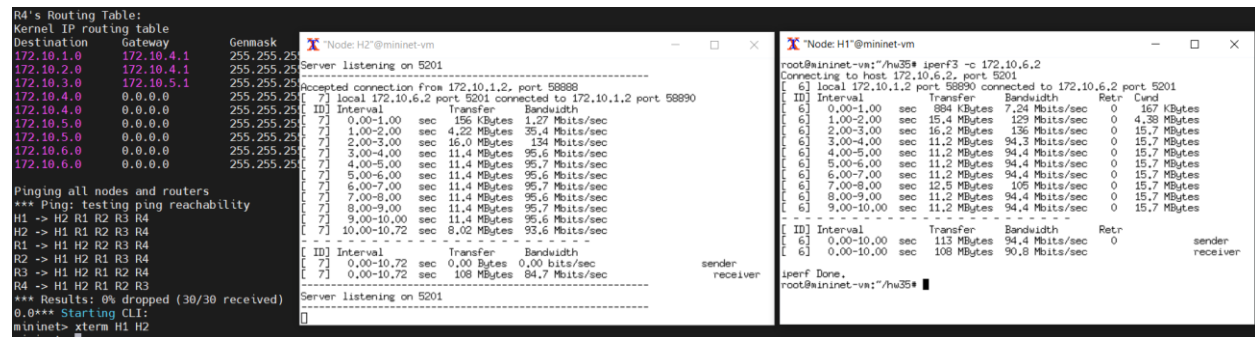 R4's Routing Table:
Kernel IP routing table
Destination Gateway Genmask
172.10.1.0 172.10.4.1 255.255.25
172.10.2.0 172.10.4.1 255.255.25
172.10.3.0 172.10.5.1 255.255.25
172.10.4.0 0.0.0.0 255.255.25
172.10.4.0 0.0.0.0 255.255.25
172.10.5.0 0.0.0.0 255.255.25
172.10.5.0 0.0.0.0 255.255.25
172.10.6.0 0.0.0.0 255.255.25
172.10.6.0 0.0.0.0 255.255.25
Pinging all nodes and routers
*** Ping: testing ping reachability
H1 -> H2 R1 R2 R3 R4
H2 -> H1 R1 R2 R3 R4
R1 -> H1 H2 R2 R3 R4
R2 -> H1 H2 R1 R3 R4
R3 -> H1 H2 R1 R2 R4
R4 -> H1 H2 R1 R2 R3
*** Results: 0% dropped (30/30 received)
0.0*** Starting CLI:
mininet> xterm H1 H2
"Node: H2"@mininet-vm
Server listening on 5201
-----------------------------------------------------------
Accepted connection from 172.10.1.2, port 58888
[ 7] local 172.10.6.2 port 5201 connected to 172.10.1.2 port 58890
[ ID] Interval Transfer Bandwidth
[ 7] 0.00-1.00 sec 156 KBytes 1.27 Mbits/sec
[ 7] 1.00-2.00 sec 4.22 MBytes 35.4 Mbits/sec
[ 7] 2.00-3.00 sec 16.0 MBytes 134 Mbits/sec
[ 7] 3.00-4.00 sec 11.4 MBytes 95.6 Mbits/sec
[ 7] 4.00-5.00 sec 11.4 MBytes 95.7 Mbits/sec
[ 7] 5.00-6.00 sec 11.4 MBytes 95.6 Mbits/sec
[ 7] 6.00-7.00 sec 11.4 MBytes 95.7 Mbits/sec
[ 7] 7.00-8.00 sec 11.4 MBytes 95.6 Mbits/sec
[ 7] 8.00-9.00 sec 11.4 MBytes 95.7 Mbits/sec
[ 7] 9.00-10.00 sec 11.4 MBytes 95.6 Mbits/sec
[ 7] 10.00-10.72 sec 8.02 MBytes 93.6 Mbits/sec
- - - - - - - - - - - - - - - - - - - - - - - - -
[ ID] Interval Transfer Bandwidth
[ 7] 0.00-10.72 sec 0.00 Bytes 0.00 bits/sec sender
[ 7] 0.00-10.72 sec 108 MBytes 84.7 Mbits/sec receiver
-----------------------------------------------------------
Server listening on 5201
-----------------------------------------------------------
"Node: H1"@mininet-vm
root@mininet-vm:~/hw35# iperf3 -c 172.10.6.2
Connecting to host 172.10.6.2, port 5201
[ 6] local 172.10.1.2 port 58890 connected to 172.10.6.2 port 5201
[ ID] Interval Transfer Bandwidth Retr Cwnd
[ 6] 0.00-1.00 sec 884 KBytes 7.24 Mbits/sec 0 167 KBytes
[ 6] 1.00-2.00 sec 15.4 MBytes 129 Mbits/sec 0 4.38 MBytes
[ 6] 2.00-3.00 sec 16.2 MBytes 136 Mbits/sec 0 15.7 MBytes
[ 6] 3.00-4.00 sec 11.2 MBytes 94.3 Mbits/sec 0 15.7 MBytes
[ 6] 4.00-5.00 sec 11.2 MBytes 94.4 Mbits/sec 0 15.7 MBytes
[ 6] 5.00-6.00 sec 11.2 MBytes 94.4 Mbits/sec 0 15.7 MBytes
[ 6] 6.00-7.00 sec 11.2 MBytes 94.4 Mbits/sec 0 15.7 MBytes
[ 6] 7.00-8.00 sec 12.5 MBytes 105 Mbits/sec 0 15.7 MBytes
[ 6] 8.00-9.00 sec 11.2 MBytes 94.4 Mbits/sec 0 15.7 MBytes
[ 6] 9.00-10.00 sec 11.2 MBytes 94.4 Mbits/sec 0 15.7 MBytes
- - - - - - - - - - - - - - - - - - - - - - - - -
[ ID] Interval Transfer Bandwidth Retr
[ 6] 0.00-10.00 sec 113 MBytes 94.4 Mbits/sec 0 sender
[ 6] 0.00-10.00 sec 108 MBytes 90.8 Mbits/sec receiver
iperf Done.
root@mininet-vm:~/hw35#